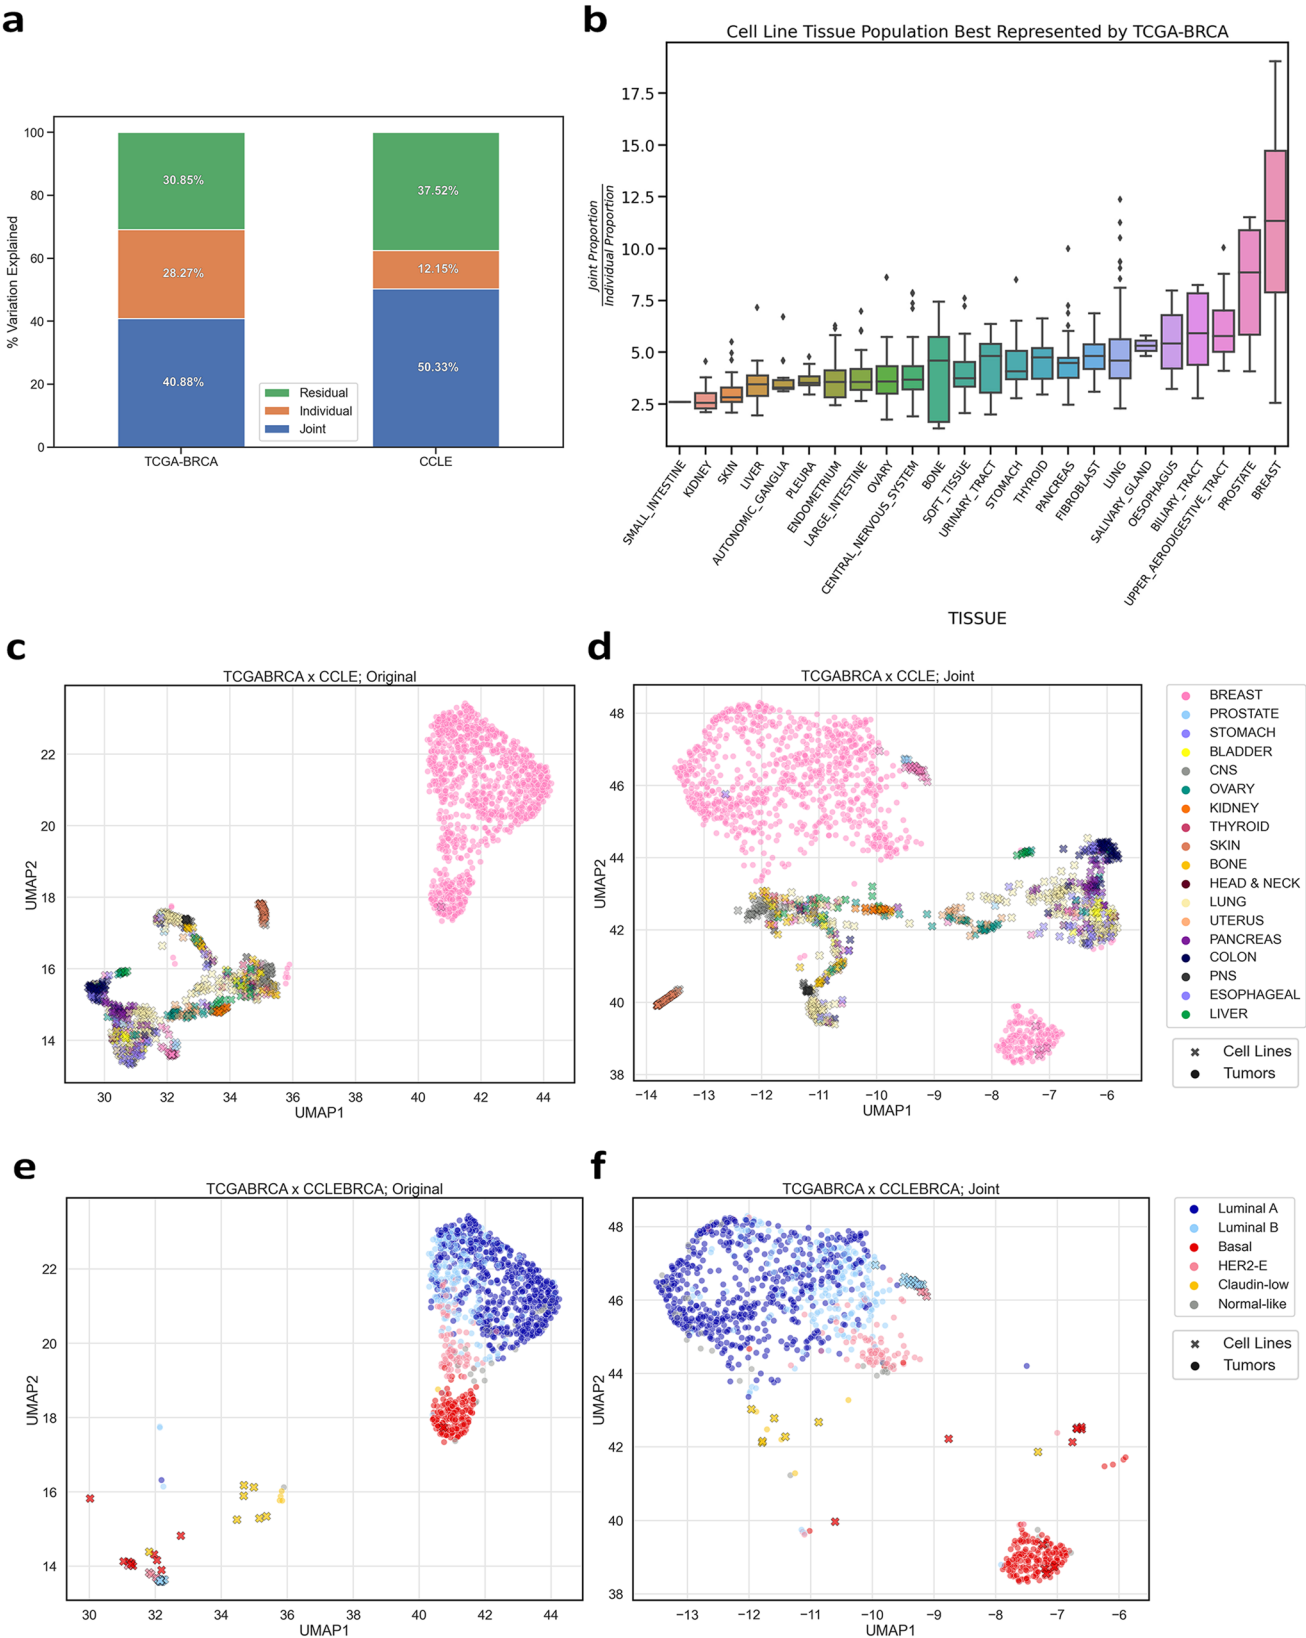 a
% Variation Explained
100
80
60
40
20
0
30.85%
28.27%
40.88%
37.52%
12.15%
50.33%
Residual
Individual
Joint
TCGA-BRCA
CCLE
b
Cell Line Tissue Population Best Represented by TCGA-BRCA
Joint Proportion
Individual Proportion
17.5
15.0
12.5
10.0
7.5
5.0
2.5
SMALL_INTESTINE
KIDNEY
SKIN
LIVER
AUTONOMIC_GANGLIA
PLEURA
ENDOMETRIUM
LARGE_INTESTINE
OVARY
CENTRAL_NERVOUS_SYSTEM
BONE
SOFT_TISSUE
URINARY_TRACT
STOMACH
THYROID
PANCREAS
FIBROBLAST
LUNG
SALIVARY_GLAND
OESOPHAGUS
BILIARY_TRACT
UPPER_AERODIGESTIVE_TRACT
PROSTATE
BREAST
TISSUE
c
TCGABRCA x CCLE; Original
UMAP2
22
20
18
16
14
30 32 34 36 38 40 42 44
UMAP1
d
TCGABRCA x CCLE; Joint
48
46
44
42
40
38
UMAP2
−14 −13 −12 −11 −10 −9 −8 −7 −6
UMAP1
BREAST
PROSTATE
STOMACH
BLADDER
CNS
OVARY
KIDNEY
THYROID
SKIN
BONE
HEAD & NECK
LUNG
UTERUS
PANCREAS
COLON
PNS
ESOPHAGEAL
LIVER
Cell Lines
Tumors
e
TCGABRCA x CCLEBRCA; Original
UMAP2
22
20
18
16
14
30 32 34 36 38 40 42 44
UMAP1
f
TCGABRCA x CCLEBRCA; Joint
UMAP2
48
46
44
42
40
38
−13 −12 −11 −10 −9 −8 −7 −6
UMAP1
Luminal A
Luminal B
Basal
HER2-E
Claudin-low
Normal-like
Cell Lines
Tumors